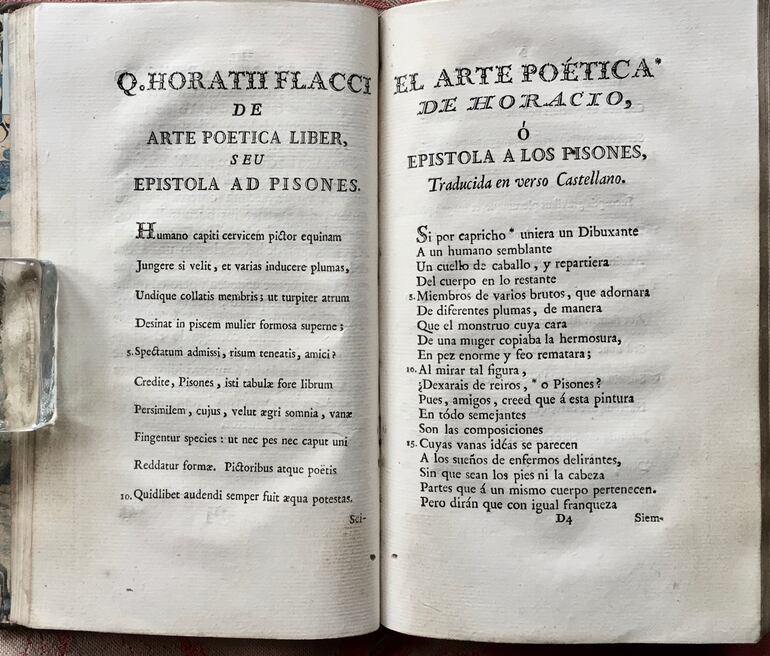 Q. HORATII FLACCI
DE
ARTE POETICA LIBER,
SEU
EPISTOLA AD PISONES.
Humano capiti cervicem pictor equinam
Jungere si velit, et varias inducere plumas,
Undique collatis membris; ut turpiter atrum
Desinat in piscem mulier formosa superne;
5. Spectatum admissi, risum teneatis, amici?
Credite, Pisones, isti tabulæ fore librum
Persimilem, cujus, velut ægri somnia, vanæ
Fingentur species: ut nec pes nec caput uni
Reddatur formæ. Pictoribus atque poëtis
10. Quidlibet audendi semper fuit æqua potestas.
Sci-
EL ARTE POÉTICA*
DE HORACIO,
Ó
EPISTOLA A LOS PISONES,
Traducida en verso Castellano.
Si por capricho * uniera un Dibuxante
A un humano semblante
Un cuello de caballo, y repartiera
Del cuerpo en lo restante
5. Miembros de varios brutos, que adornara
De diferentes plumas, de manera
Que el monstruo cuya cara
De una muger copiaba la hermosura,
En pez enorme y feo rematara;
10. Al mirar tal figura,
¿Dexarais de reiros, * o Pisones?
Pues, amigos, creed que á esta pintura
En tódo semejantes
Son las composiciones
15. Cuyas vanas idéas se parecen
A los sueños de enfermos delirantes,
Sin que sean los pies ni la cabeza
Partes que á un mismo cuerpo pertenecen.
Pero dirán que con igual franqueza
D4 Siem-